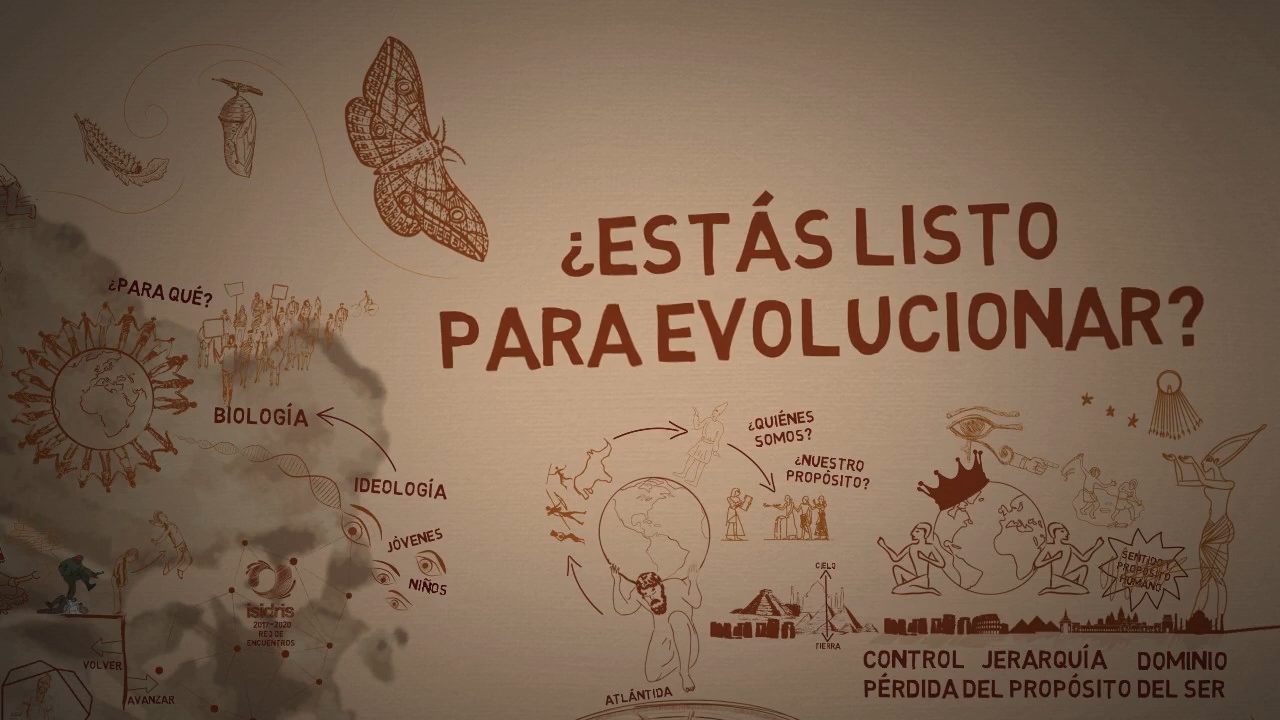 ¿ESTÁS LISTO
PARA EVOLUCIONAR?
¿PARA QUÉ?
BIOLOGÍA
IDEOLOGÍA
JÓVENES
NIÑOS
isidris
2017-2020
RED DE
ENCUENTROS
VOLVER
AVANZAR
¿QUIÉNES
SOMOS?
¿NUESTRO
PROPÓSITO?
CIELO
TIERRA
ATLÁNTIDA
SENTIDO Y
PROPÓSITO
HUMANO
CONTROL JERARQUÍA DOMINIO
PÉRDIDA DEL PROPÓSITO DEL SER